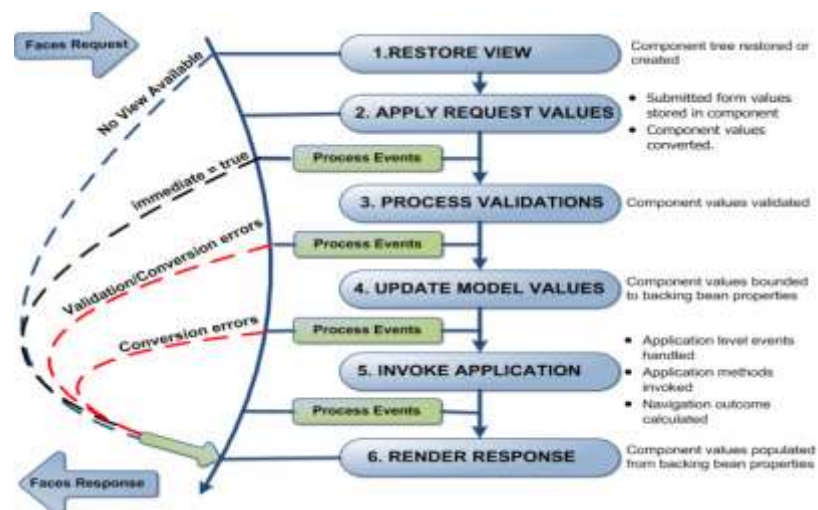 Faces Request
1.RESTORE VIEW
Component tree restored or
created
No View Available
2. APPLY REQUEST VALUES
• Submitted form values
stored in component
• Component values
converted.
immediate = true
Process Events
3. PROCESS VALIDATIONS
Component values validated
Validation/Conversion errors
Process Events
4. UPDATE MODEL VALUES
Component values bounded
to backing bean properties
Conversion errors
Process Events
5. INVOKE APPLICATION
• Application level events
handled
• Application methods
invoked
• Navigation outcome
calculated
Process Events
6. RENDER RESPONSE
Component values populated
from backing bean properties
Faces Response